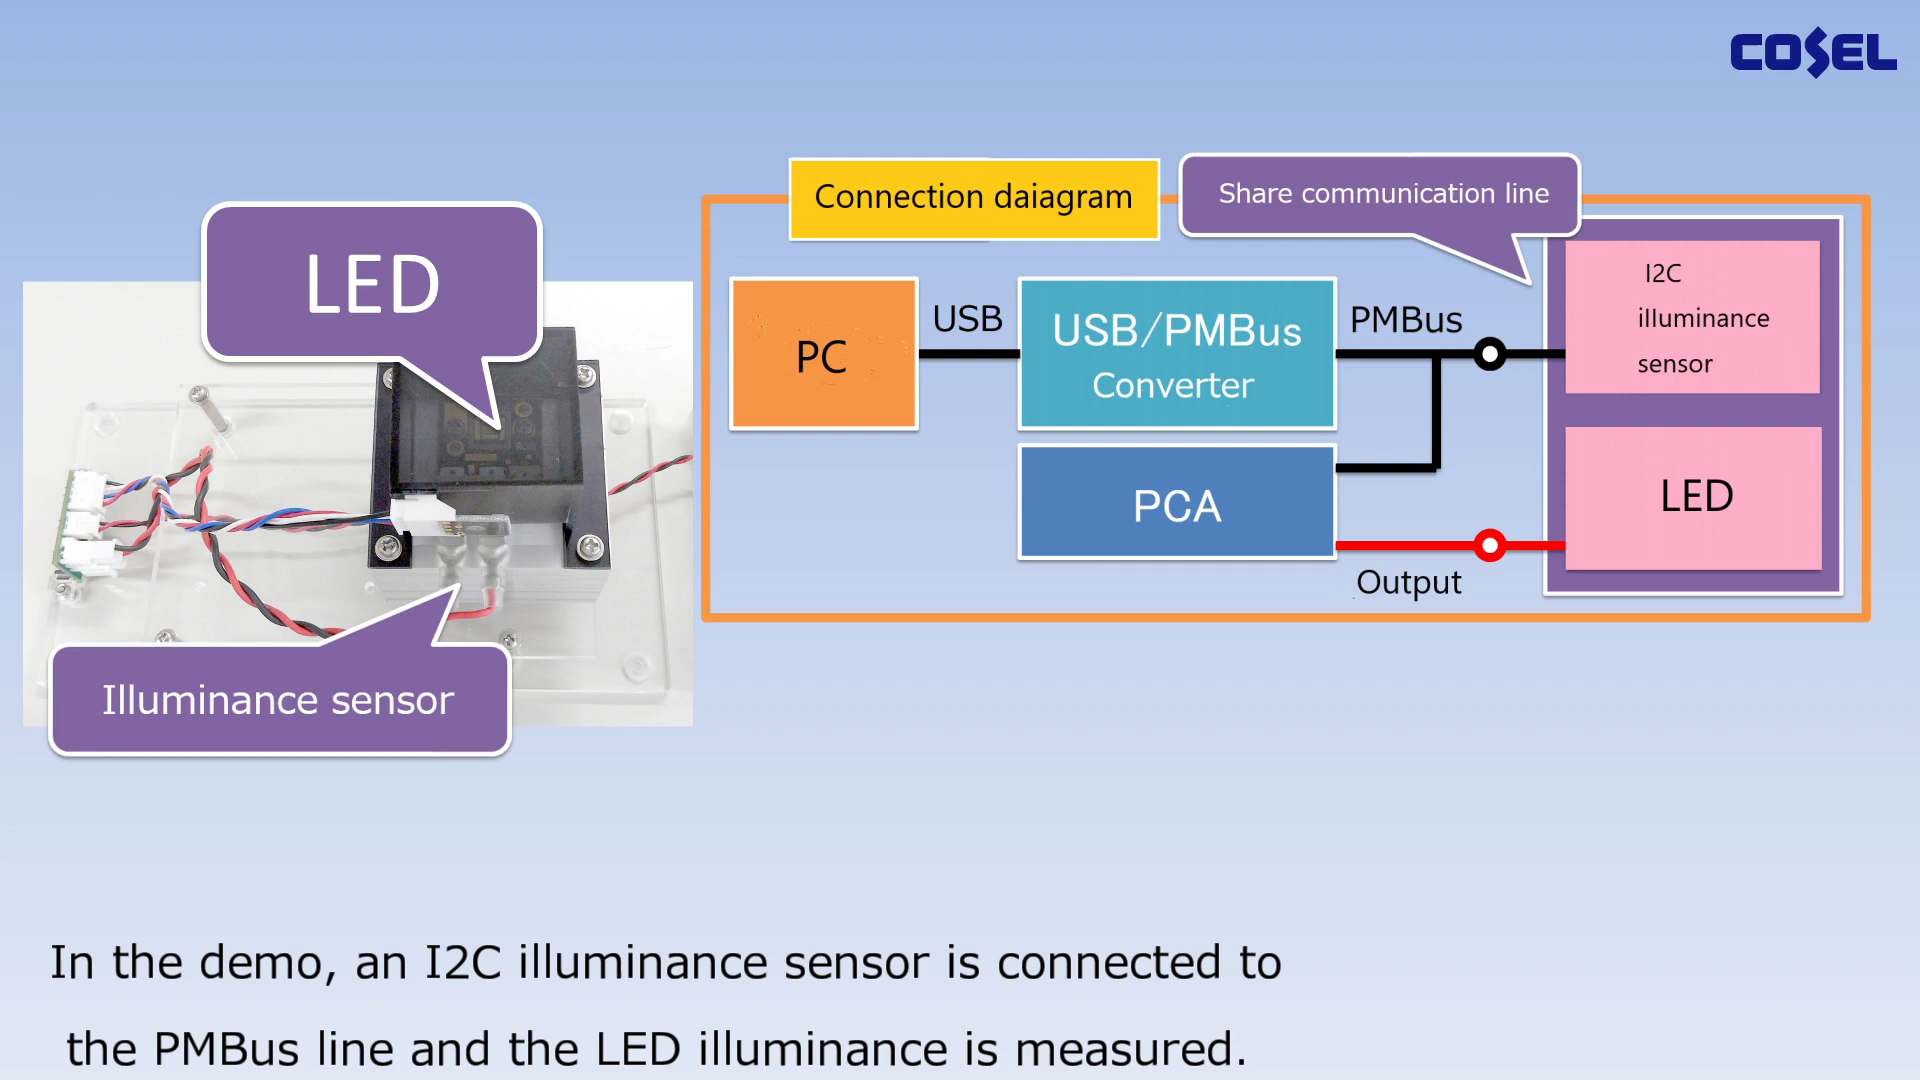 COSEL
LED
Illuminance sensor
Connection daiagram
Share communication line
PC
USB
USB/PMBus
Converter
PMBus
I2C
illuminance
sensor
PCA
LED
Output
In the demo, an I2C illuminance sensor is connected to
the PMBus line and the LED illuminance is measured.